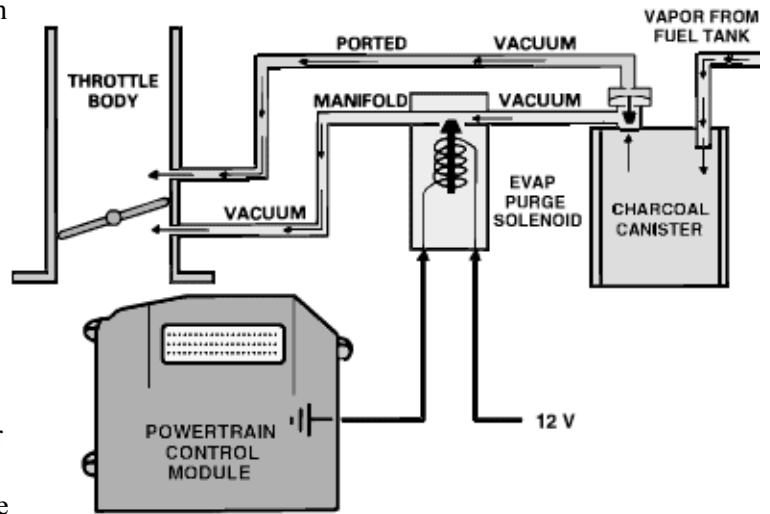 n
VAPOR FROM
FUEL TANK
PORTED VACUUM
THROTTLE
BODY
MANIFOLD VACUUM
EVAP
PURGE
SOLENOID
CHARCOAL
CANISTER
VACUUM
12 V
POWERTRAIN
CONTROL
MODULE
e